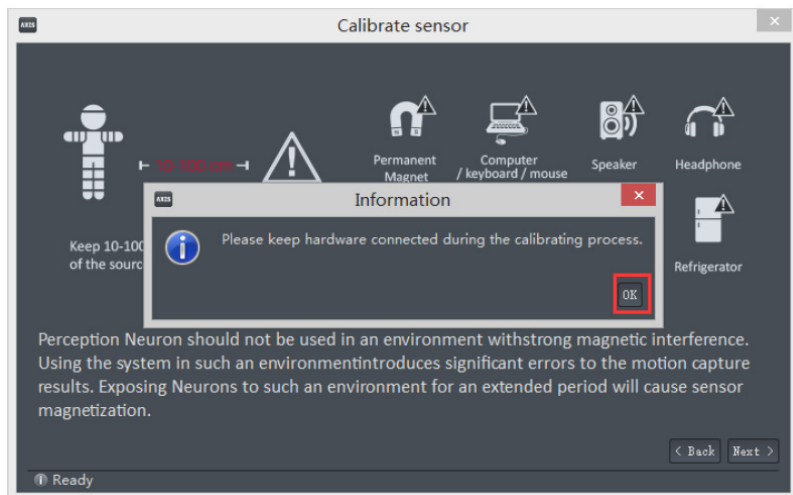 AXIS
Calibrate sensor
10-100 cm
Permanent
Magnet
Computer
/ keyboard / mouse
Speaker
Headphone
AXIS
Information
Keep 10-100
of the sourc
Please keep hardware connected during the calibrating process.
Refrigerator
OK
Perception Neuron should not be used in an environment withstrong magnetic interference.
Using the system in such an environmentintroduces significant errors to the motion capture
results. Exposing Neurons to such an environment for an extended period will cause sensor
magnetization.
< Back Next >
Ready